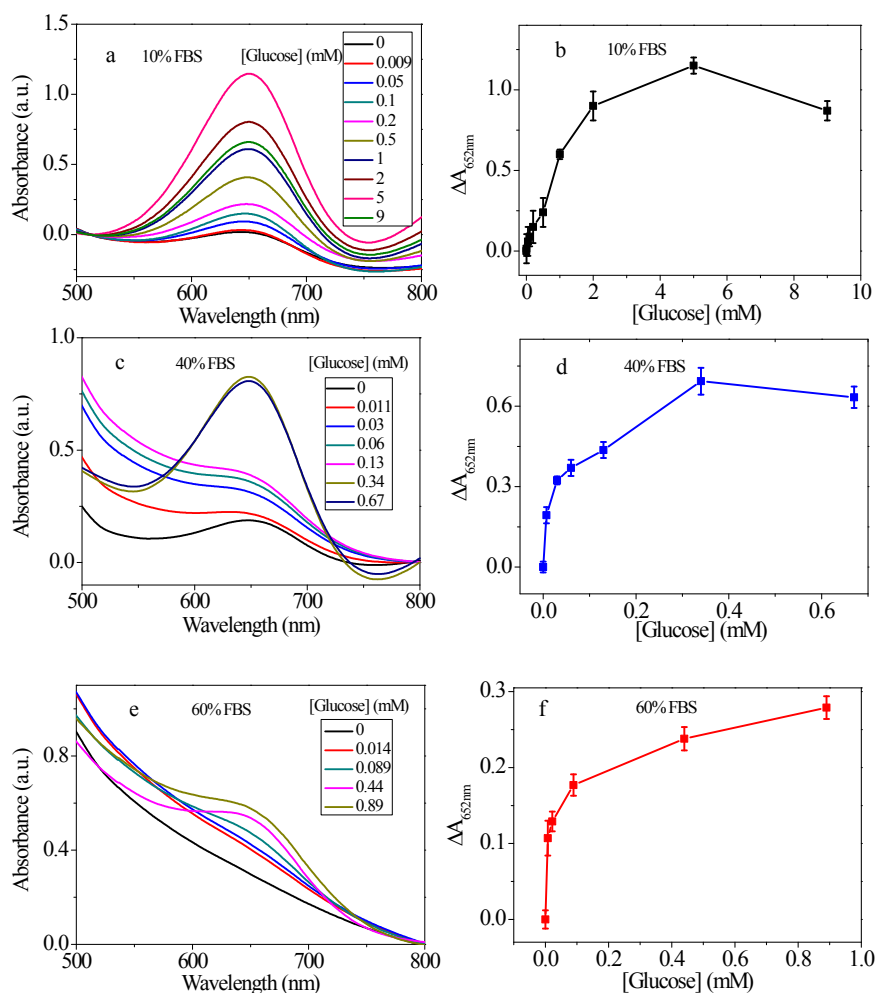 a 10% FBS [Glucose] (mM)
0
0.009
0.05
0.1
0.2
0.5
1
2
5
9
1.5
1.0
0.5
0.0
500 600 700 800
Absorbance (a.u.)
Wavelength (nm)
b 10% FBS
1.2
0.8
0.4
0.0
0 2 4 6 8 10
ΔA652nm
[Glucose] (mM)
c 40% FBS [Glucose] (mM)
0
0.011
0.03
0.06
0.13
0.34
0.67
1.0
0.5
0.0
500 600 700 800
Absorbance (a.u.)
Wavelength (nm)
d 40% FBS
0.6
0.3
0.0
0.0 0.2 0.4 0.6
ΔA652nm
[Glucose] (mM)
e 60% FBS [Glucose] (mM)
0
0.014
0.089
0.44
0.89
0.8
0.4
0.0
500 600 700 800
Absorbance (a.u.)
Wavelength (nm)
f 60% FBS
0.3
0.2
0.1
0.0
0.0 0.2 0.4 0.6 0.8 1.0
ΔA652nm
[Glucose] (mM)